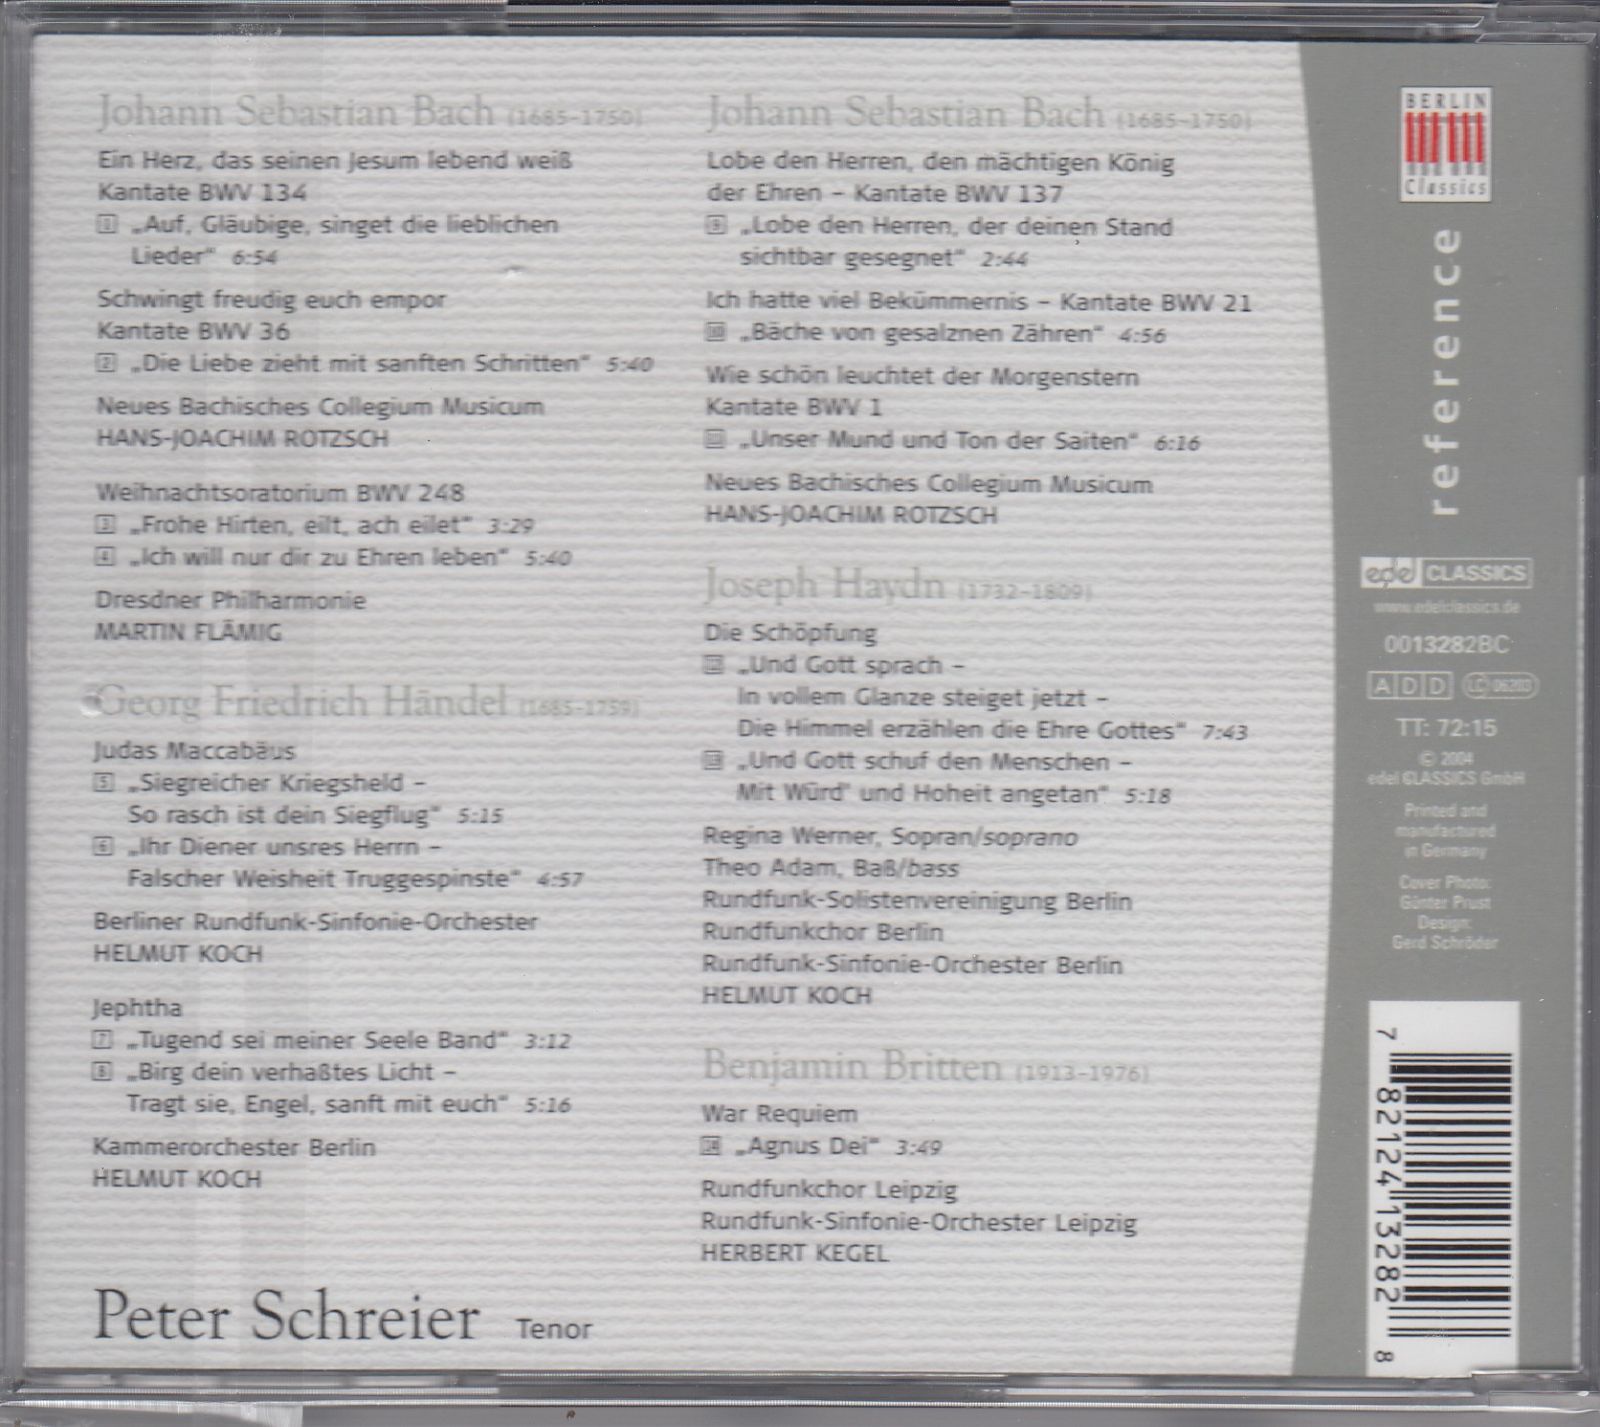 Johann Sebastian Bach (1685–1750)
Ein Herz, das seinen Jesum lebend weiß
Kantate BWV 134
1 „Auf, Gläubige, singet die lieblichen
Lieder“ 6:54
Schwingt freudig euch empor
Kantate BWV 36
2 „Die Liebe zieht mit sanften Schritten“ 5:40
Neues Bachisches Collegium Musicum
HANS-JOACHIM ROTZSCH
Weihnachtsoratorium BWV 248
3 „Frohe Hirten, eilt, ach eilet“ 3:29
4 „Ich will nur dir zu Ehren leben“ 5:40
Dresdner Philharmonie
MARTIN FLÄMIG
Georg Friedrich Händel (1685–1759)
Judas Maccabäus
5 „Siegreicher Kriegsheld –
So rasch ist dein Siegflug“ 5:15
6 „Ihr Diener unsres Herrn –
Falscher Weisheit Truggespinste“ 4:57
Berliner Rundfunk-Sinfonie-Orchester
HELMUT KOCH
Jephtha
7 „Tugend sei meiner Seele Band“ 3:12
8 „Birg dein verhaßtes Licht –
Tragt sie, Engel, sanft mit euch“ 5:16
Kammerorchester Berlin
HELMUT KOCH
Peter Schreier Tenor
Johann Sebastian Bach (1685–1750)
Lobe den Herren, den mächtigen König
der Ehren – Kantate BWV 137
9 „Lobe den Herren, der deinen Stand
sichtbar gesegnet“ 2:44
Ich hatte viel Bekümmernis – Kantate BWV 21
10 „Bäche von gesalznen Zähren“ 4:56
Wie schön leuchtet der Morgenstern
Kantate BWV 1
11 „Unser Mund und Ton der Saiten“ 6:16
Neues Bachisches Collegium Musicum
HANS-JOACHIM ROTZSCH
Joseph Haydn (1732–1809)
Die Schöpfung
12 „Und Gott sprach –
In vollem Glanze steiget jetzt –
Die Himmel erzählen die Ehre Gottes“ 7:43
13 „Und Gott schuf den Menschen –
Mit Würd' und Hoheit angetan“ 5:18
Regina Werner, Sopran/soprano
Theo Adam, Baß/bass
Rundfunk-Solistenvereinigung Berlin
Rundfunkchor Berlin
Rundfunk-Sinfonie-Orchester Berlin
HELMUT KOCH
Benjamin Britten (1913–1976)
War Requiem
14 „Agnus Dei“ 3:49
Rundfunkchor Leipzig
Rundfunk-Sinfonie-Orchester Leipzig
HERBERT KEGEL
BERLIN
Classics
reference
edel CLASSICS
www.edelclassics.de
0013282BC
ADD LC 06203
TT: 72:15
© 2004
edel CLASSICS GmbH
Printed and
manufactured
in Germany
Cover Photo:
Günter Prust
Design:
Gerd Schröder
7 82124 13282 8